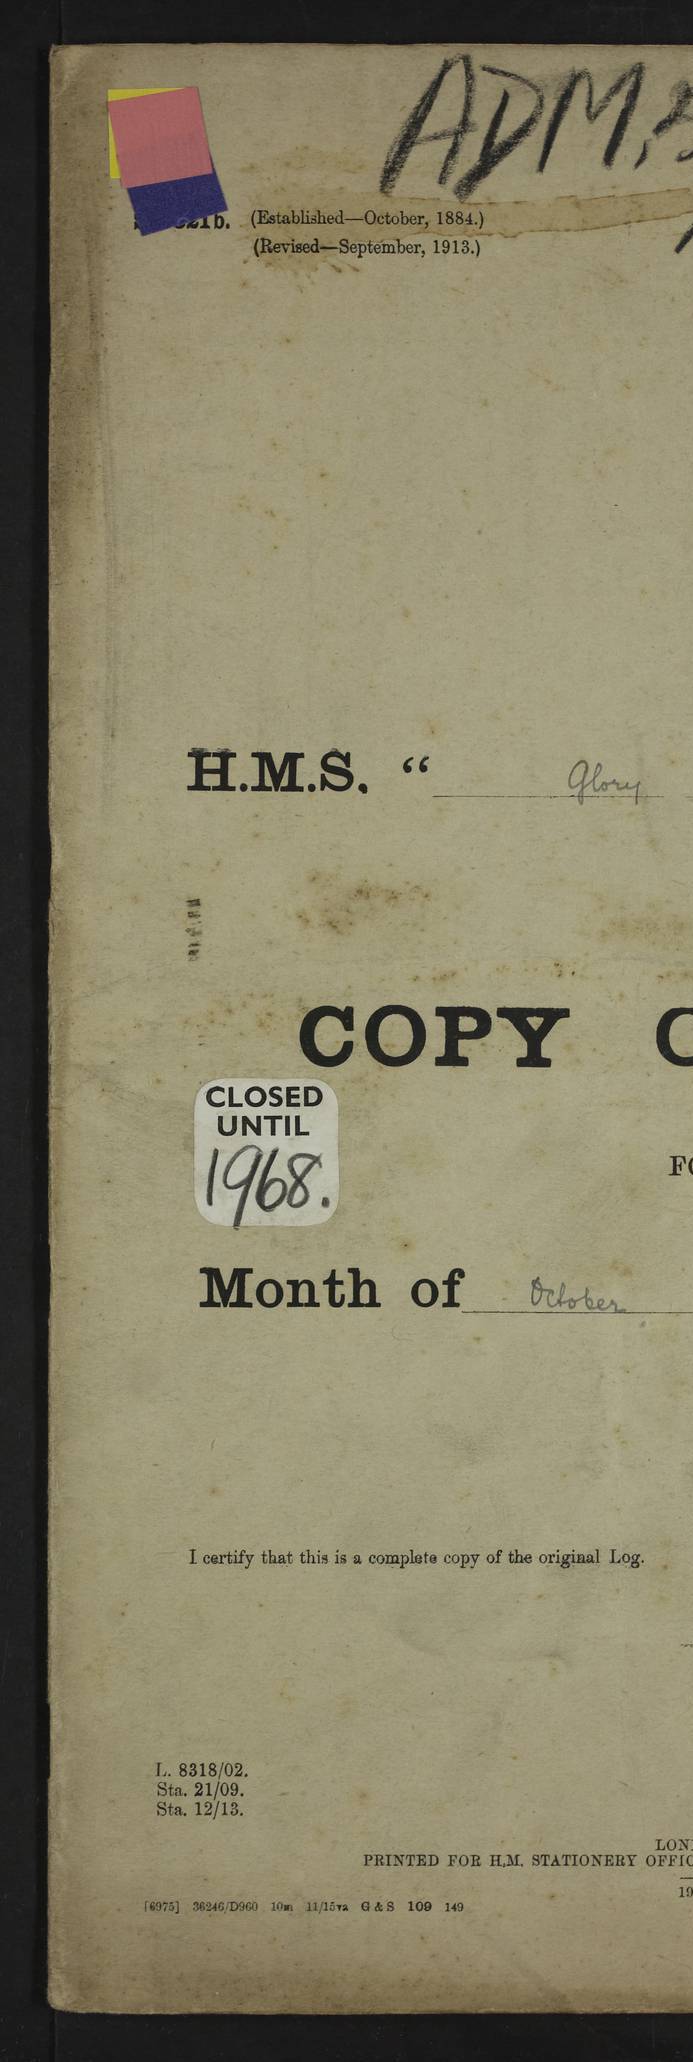 ADM.
(Established—October, 1884.)
(Revised—September, 1913.)
H.M.S. “ Glory
COPY
CLOSED
UNTIL
1968.
Month of October
I certify that this is a complete copy of the original Log.
L. 8318/02.
Sta. 21/09.
Sta. 12/13.
PRINTED FOR H.M. STATIONERY OFFIC
[6975] 36246/D960 10m 11/15va G & S 109 149